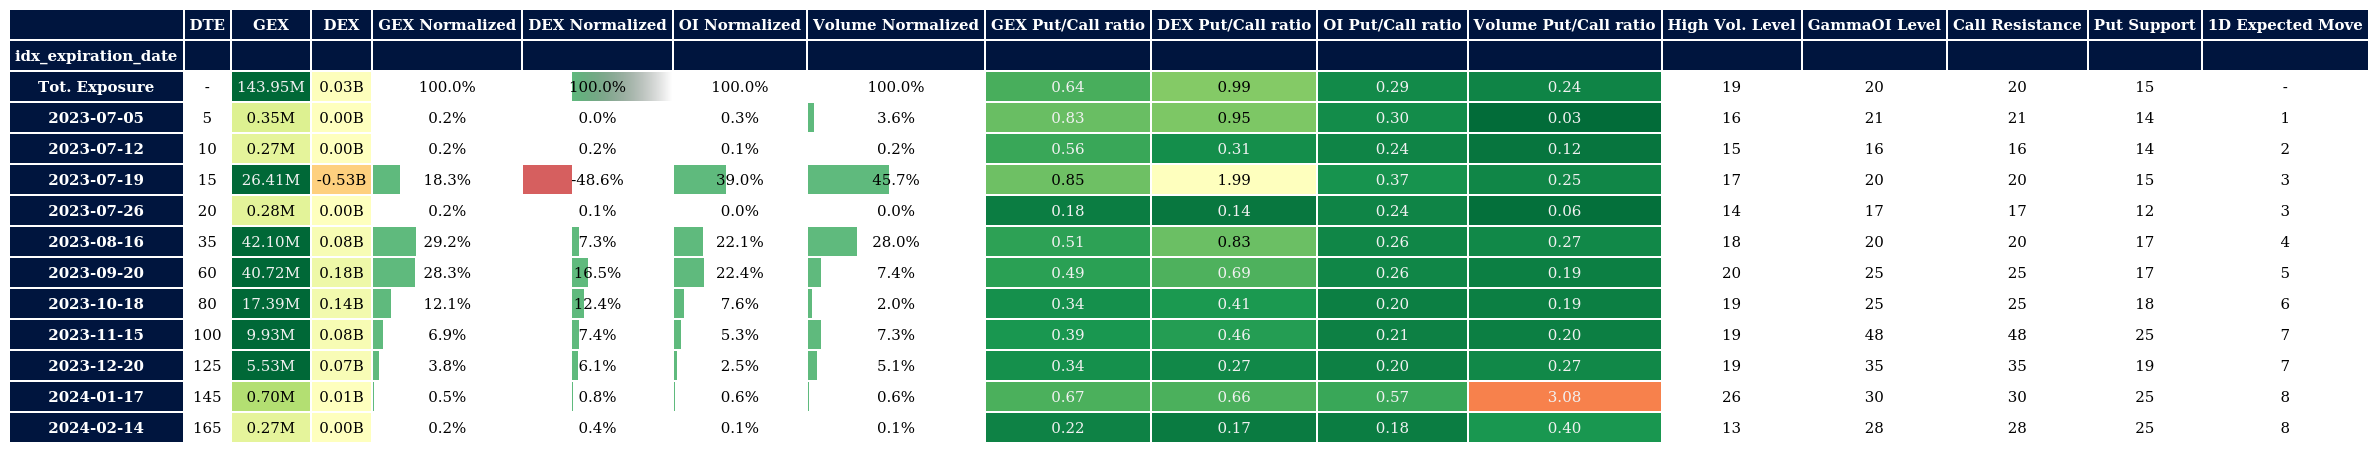 DTE GEX DEX GEX Normalized DEX Normalized OI Normalized Volume Normalized GEX Put/Call ratio DEX Put/Call ratio OI Put/Call ratio Volume Put/Call ratio High Vol. Level GammaOI Level Call Resistance Put Support 1D Expected Move
idx_expiration_date
Tot. Exposure - 143.95M 0.03B 100.0% 100.0% 100.0% 100.0% 0.64 0.99 0.29 0.24 19 20 20 15 -
2023-07-05 5 0.35M 0.00B 0.2% 0.0% 0.3% 3.6% 0.83 0.95 0.30 0.03 16 21 21 14 1
2023-07-12 10 0.27M 0.00B 0.2% 0.2% 0.1% 0.2% 0.56 0.31 0.24 0.12 15 16 16 14 2
2023-07-19 15 26.41M -0.53B 18.3% -48.6% 39.0% 45.7% 0.85 1.99 0.37 0.25 17 20 20 15 3
2023-07-26 20 0.28M 0.00B 0.2% 0.1% 0.0% 0.0% 0.18 0.14 0.24 0.06 14 17 17 12 3
2023-08-16 35 42.10M 0.08B 29.2% 7.3% 22.1% 28.0% 0.51 0.83 0.26 0.27 18 20 20 17 4
2023-09-20 60 40.72M 0.18B 28.3% 16.5% 22.4% 7.4% 0.49 0.69 0.26 0.19 20 25 25 17 5
2023-10-18 80 17.39M 0.14B 12.1% 12.4% 7.6% 2.0% 0.34 0.41 0.20 0.19 19 25 25 18 6
2023-11-15 100 9.93M 0.08B 6.9% 7.4% 5.3% 7.3% 0.39 0.46 0.21 0.20 19 48 48 25 7
2023-12-20 125 5.53M 0.07B 3.8% 6.1% 2.5% 5.1% 0.34 0.27 0.20 0.27 19 35 35 19 7
2024-01-17 145 0.70M 0.01B 0.5% 0.8% 0.6% 0.6% 0.67 0.66 0.57 3.08 26 30 30 25 8
2024-02-14 165 0.27M 0.00B 0.2% 0.4% 0.1% 0.1% 0.22 0.17 0.18 0.40 13 28 28 25 8